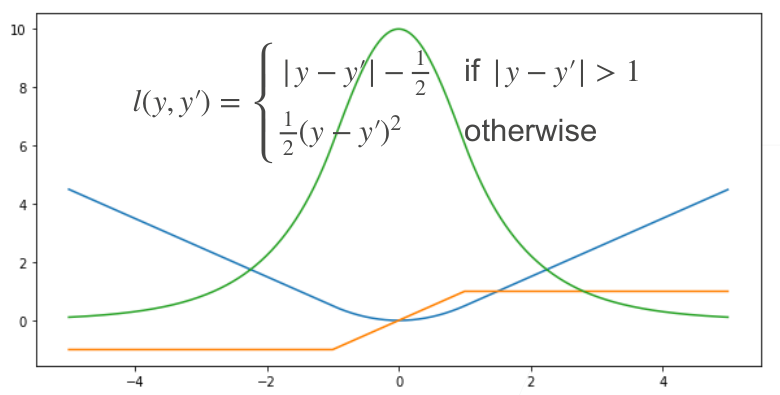 10
l(y, y′) = { |y − y′| − 1/2 if |y − y′| > 1
1/2(y − y′)² otherwise
8
6
4
2
0
−4 −2 0 2 4